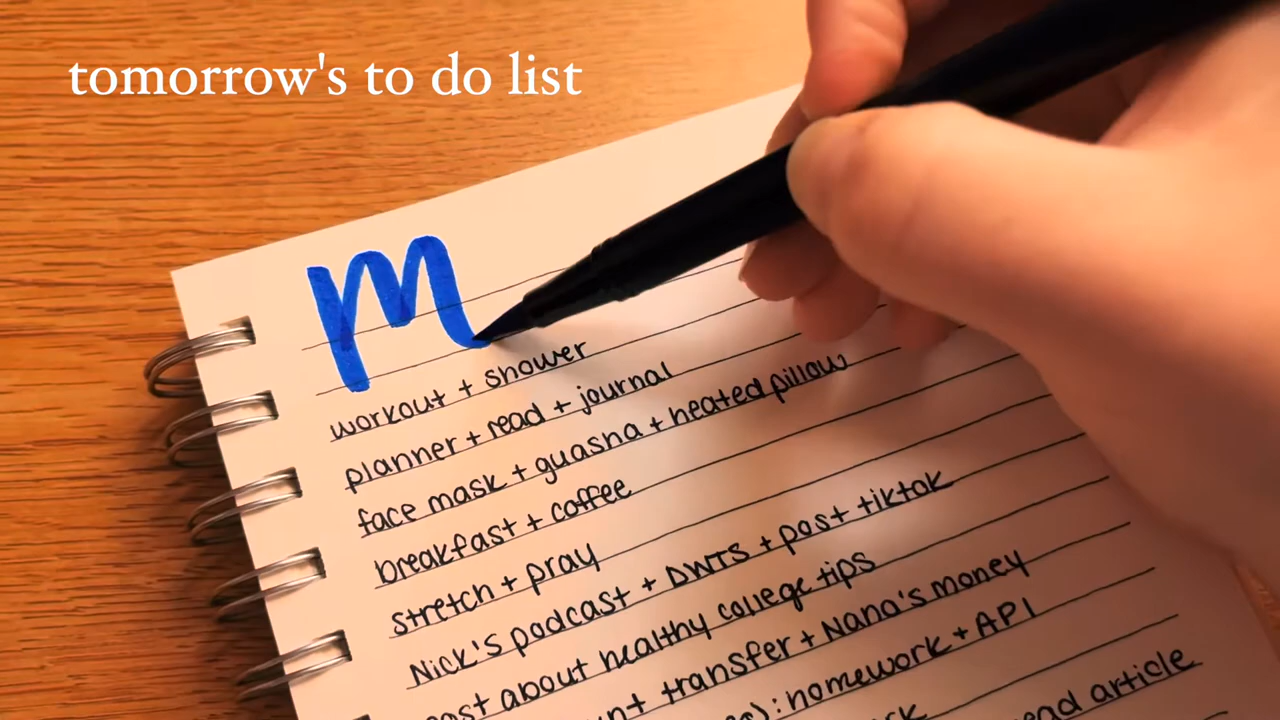 tomorrow's to do list
M
workout + shower
planner + read + journal
face mask + guasha + heated pillow
breakfast + coffee
stretch + pray
Nick's podcast + DWTS + post tiktok
about healthy college tips
transfer + Nana's money
: homework + API
article